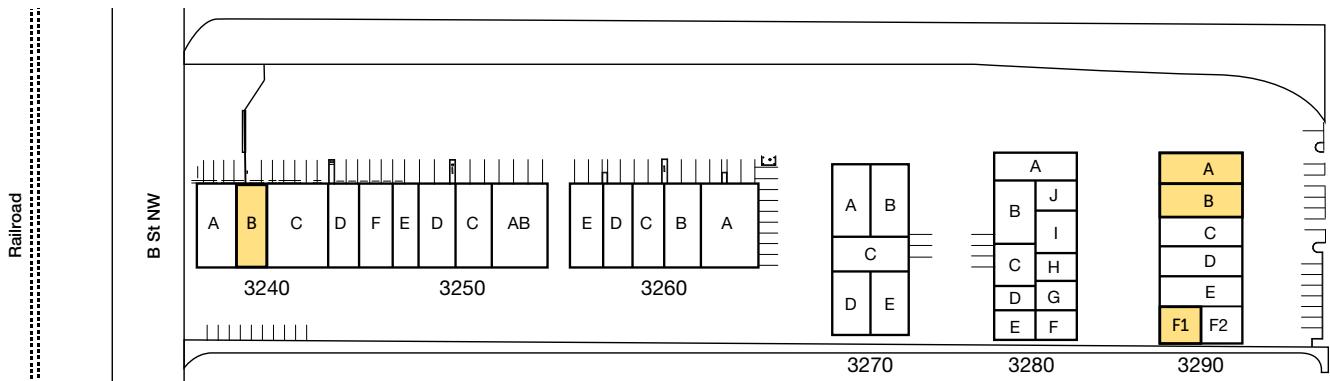 Railroad
B St NW
A B C D F E D C AB
3240 3250
E D C B A
3260
A B
C
D E
3270
A
B J
I
C H
D G
E F
3280
A
B
C
D
E
F1 F2
3290